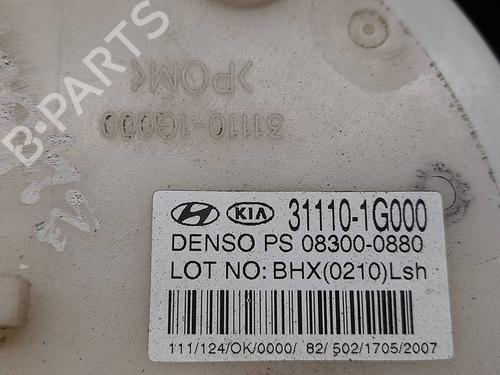 B-PARTS
>POM<
31110-1G000
HYUNDAI KIA 31110-1G000
DENSO PS 08300-0880
LOT NO: BHX(0210)Lsh
111/124/OK/0000/ 82/ 502/1705/2007